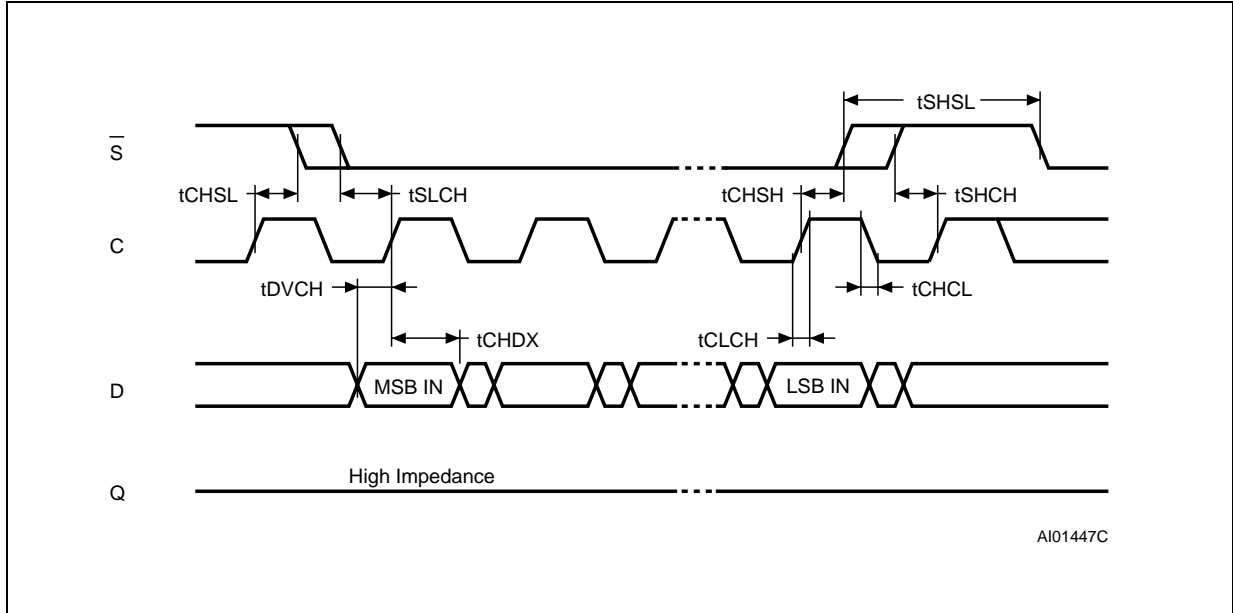 tSHSL
S̅
tCHSL
tSLCH
tCHSH
tSHCH
C
tDVCH
tCHCL
tCHDX
tCLCH
D
MSB IN
LSB IN
High Impedance
Q
AI01447C